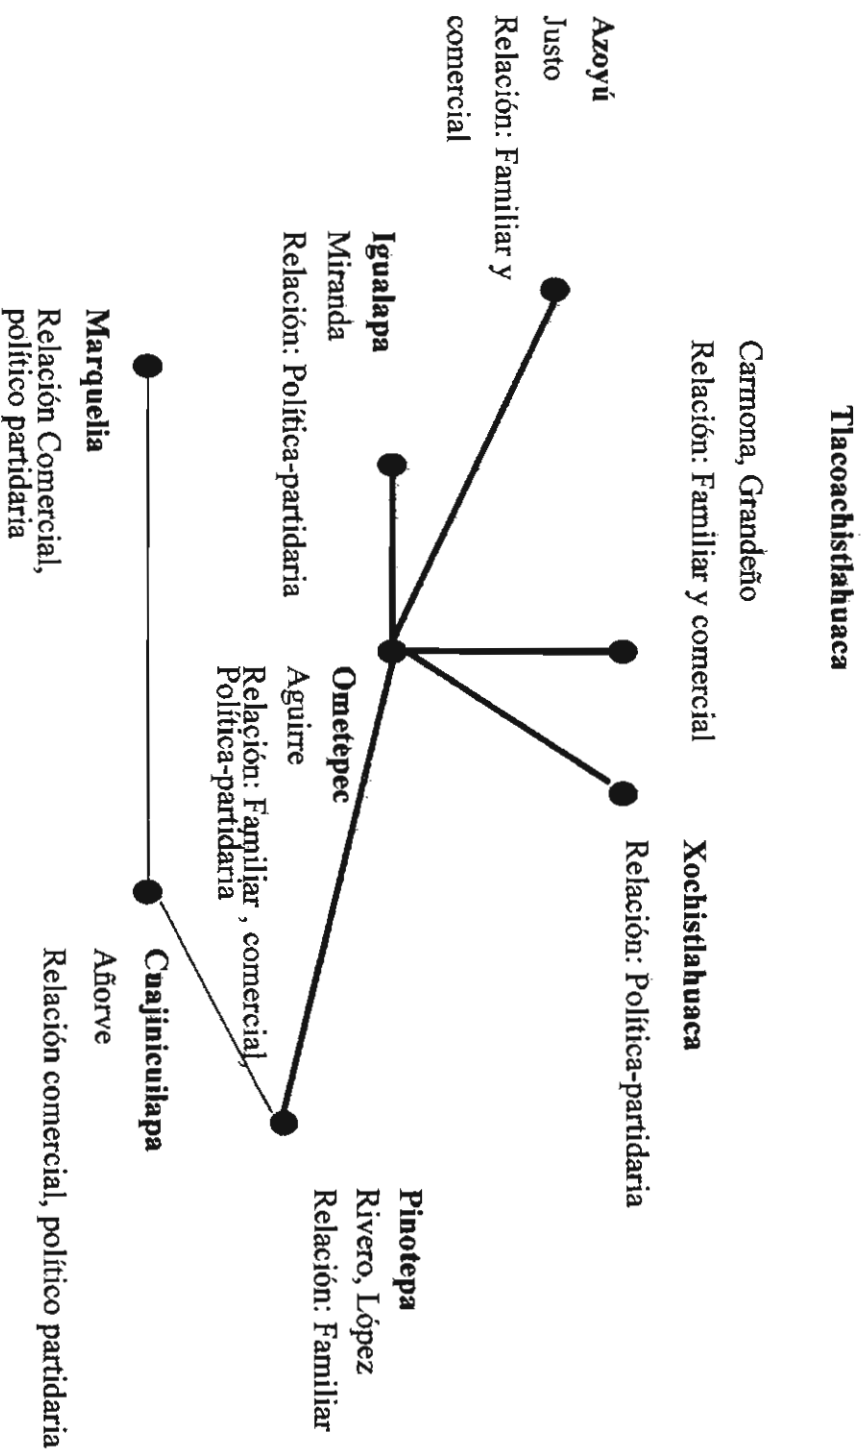 Tlacoachistlahuaca
Carmona, Grandeño
Relación: Familiar y comercial
Xochistlahuaca
Relación: Política-partidaria
Azoyú
Justo
Relación: Familiar y
comercial
Igualapa
Miranda
Relación: Política-partidaria
Ometepec
Aguirre
Relación: Familiar , comercial,
Política-partidaria
Pinotepa
Rivero, López
Relación: Familiar
Marquelia
Relación Comercial,
político partidaria
Cuajinicuilapa
Añorve
Relación comercial, político partidaria